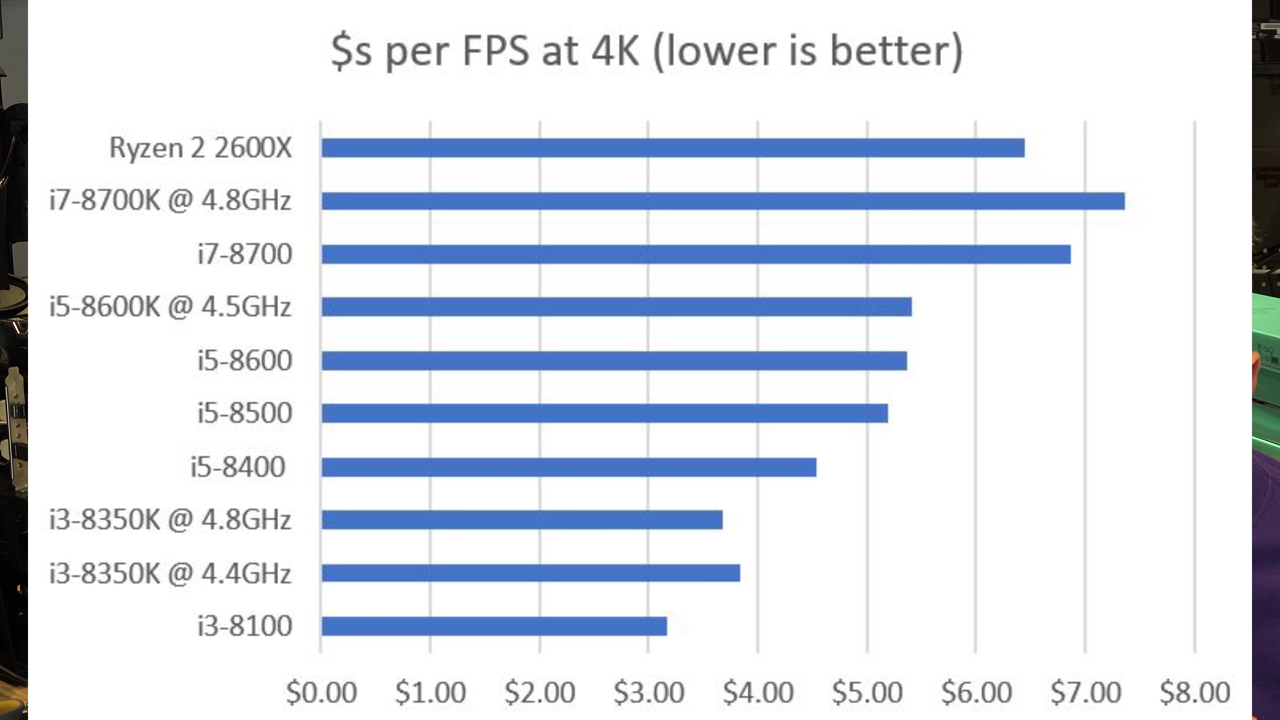 $s per FPS at 4K (lower is better)
Ryzen 2 2600X
i7-8700K @ 4.8GHz
i7-8700
i5-8600K @ 4.5GHz
i5-8600
i5-8500
i5-8400
i3-8350K @ 4.8GHz
i3-8350K @ 4.4GHz
i3-8100
$0.00 $1.00 $2.00 $3.00 $4.00 $5.00 $6.00 $7.00 $8.00